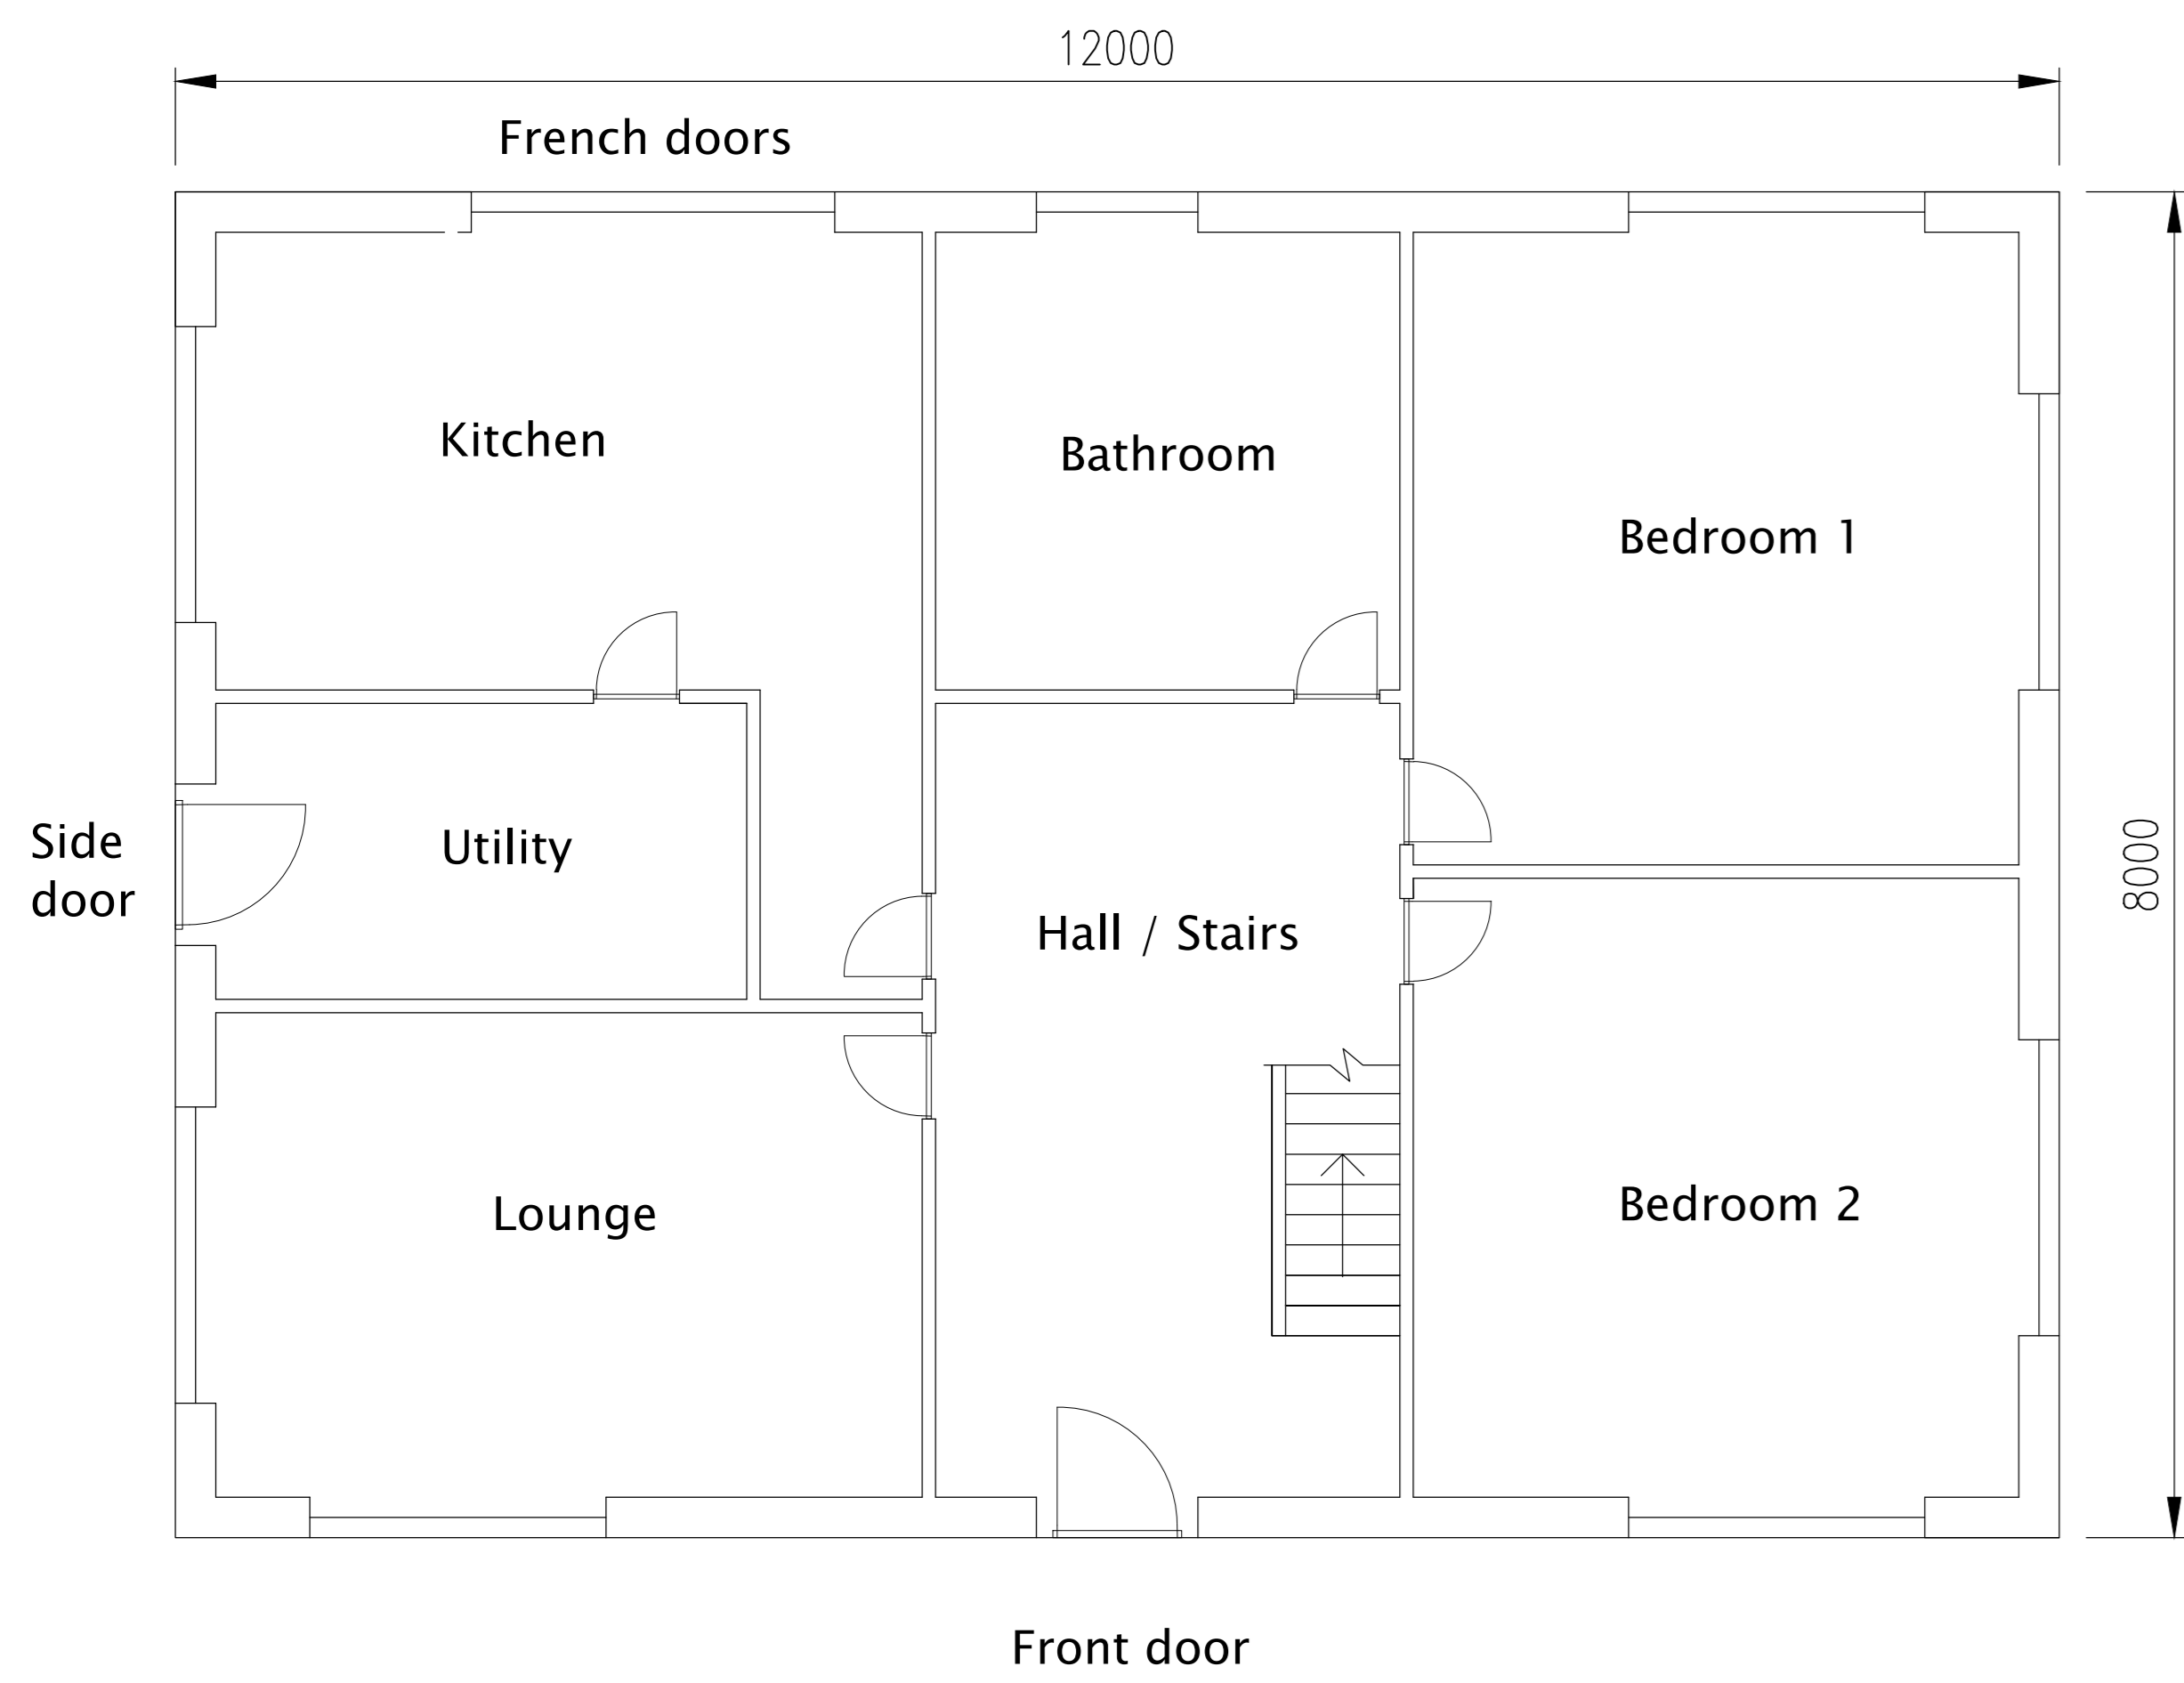 12000
French doors
Kitchen
Bathroom
Bedroom 1
Side
door
Utility
8000
Hall / Stairs
Lounge
Bedroom 2
Front door